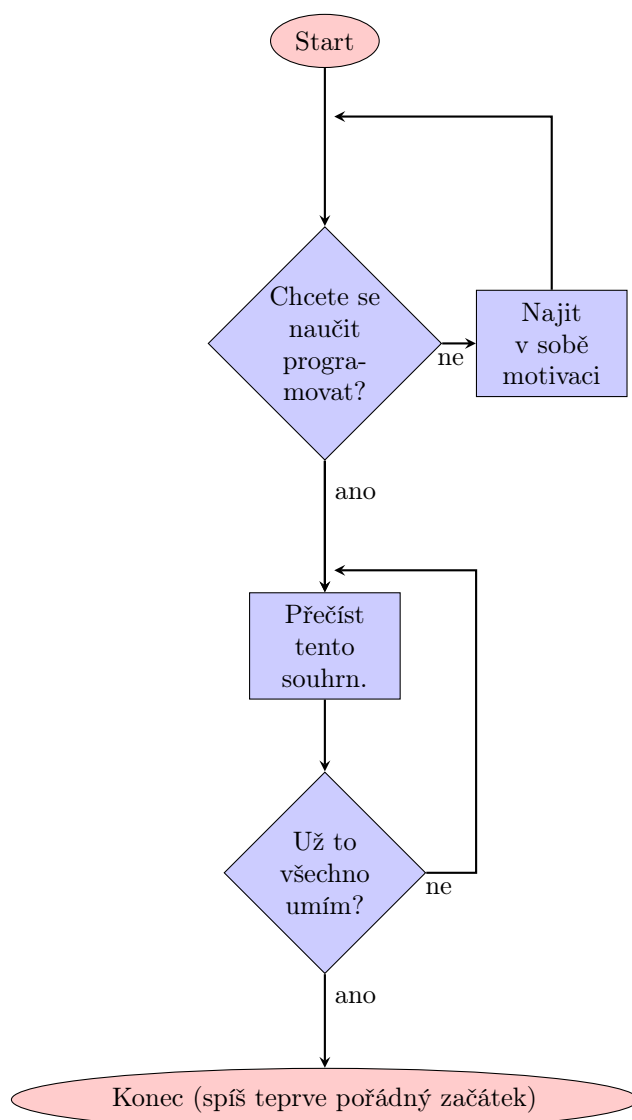 Start
Chcete se
naučit
progra-
movat?
ne
Najit
v sobě
motivaci
ano
Přečíst
tento
souhrn.
Už to
všechno
umím?
ne
ano
Konec (spíš teprve pořádný začátek)